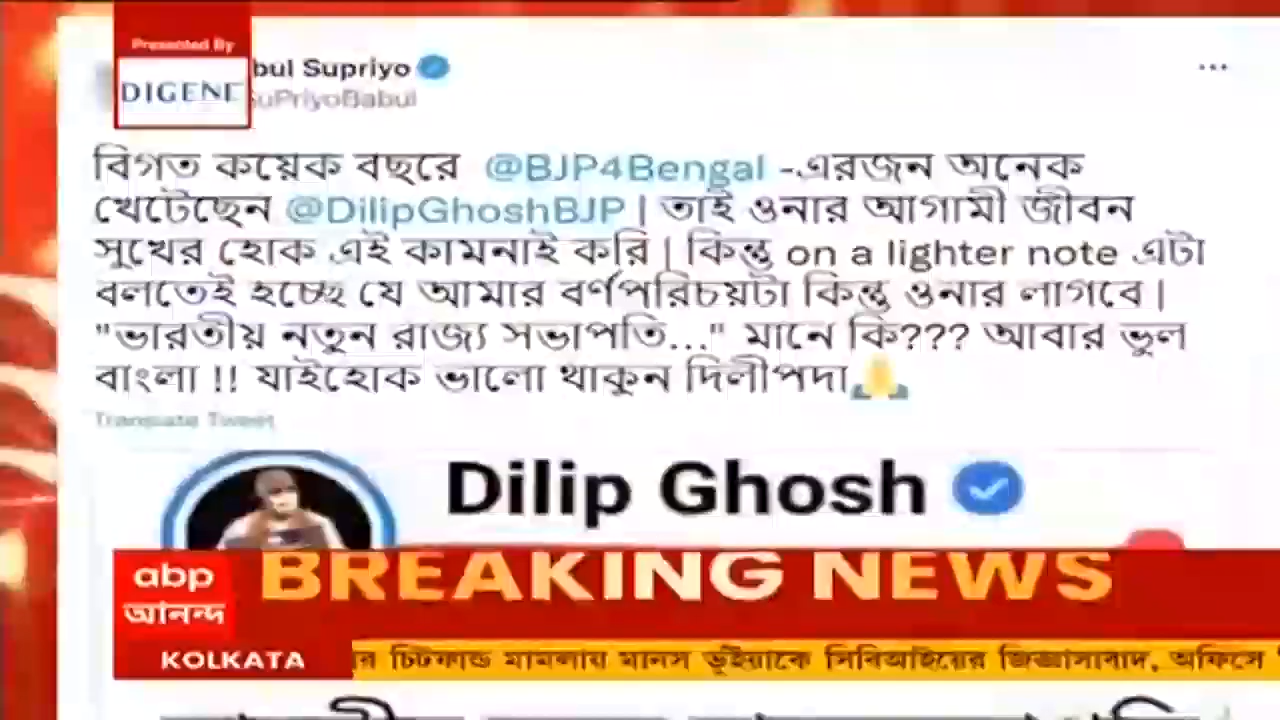 Presented By
DIGENE
bul Supriyo
SuPriyoBabul
বিগত কয়েক বছরে @BJP4Bengal -এরজন অনেক
খেটেছেন @DilipGhoshBJP | তাই ওনার আগামী জীবন
সুখের হোক এই কামনাই করি | কিন্তু on a lighter note এটা
বলতেই হচ্ছে যে আমার বর্ণপরিচয়টা কিন্তু ওনার লাগবে |
"ভারতীয় নতুন রাজ্য সভাপতি..." মানে কি??? আবার ভুল
বাংলা !! যাইহোক ভালো থাকুন দিলীপদা🙏
Translate Tweet
Dilip Ghosh
BREAKING NEWS
abp
আনন্দ
KOLKATA
র চিটফান্ড মামলায় মানস ভূঁইয়াকে সিবিআইয়ের জিজ্ঞাসাবাদ, অফিসে